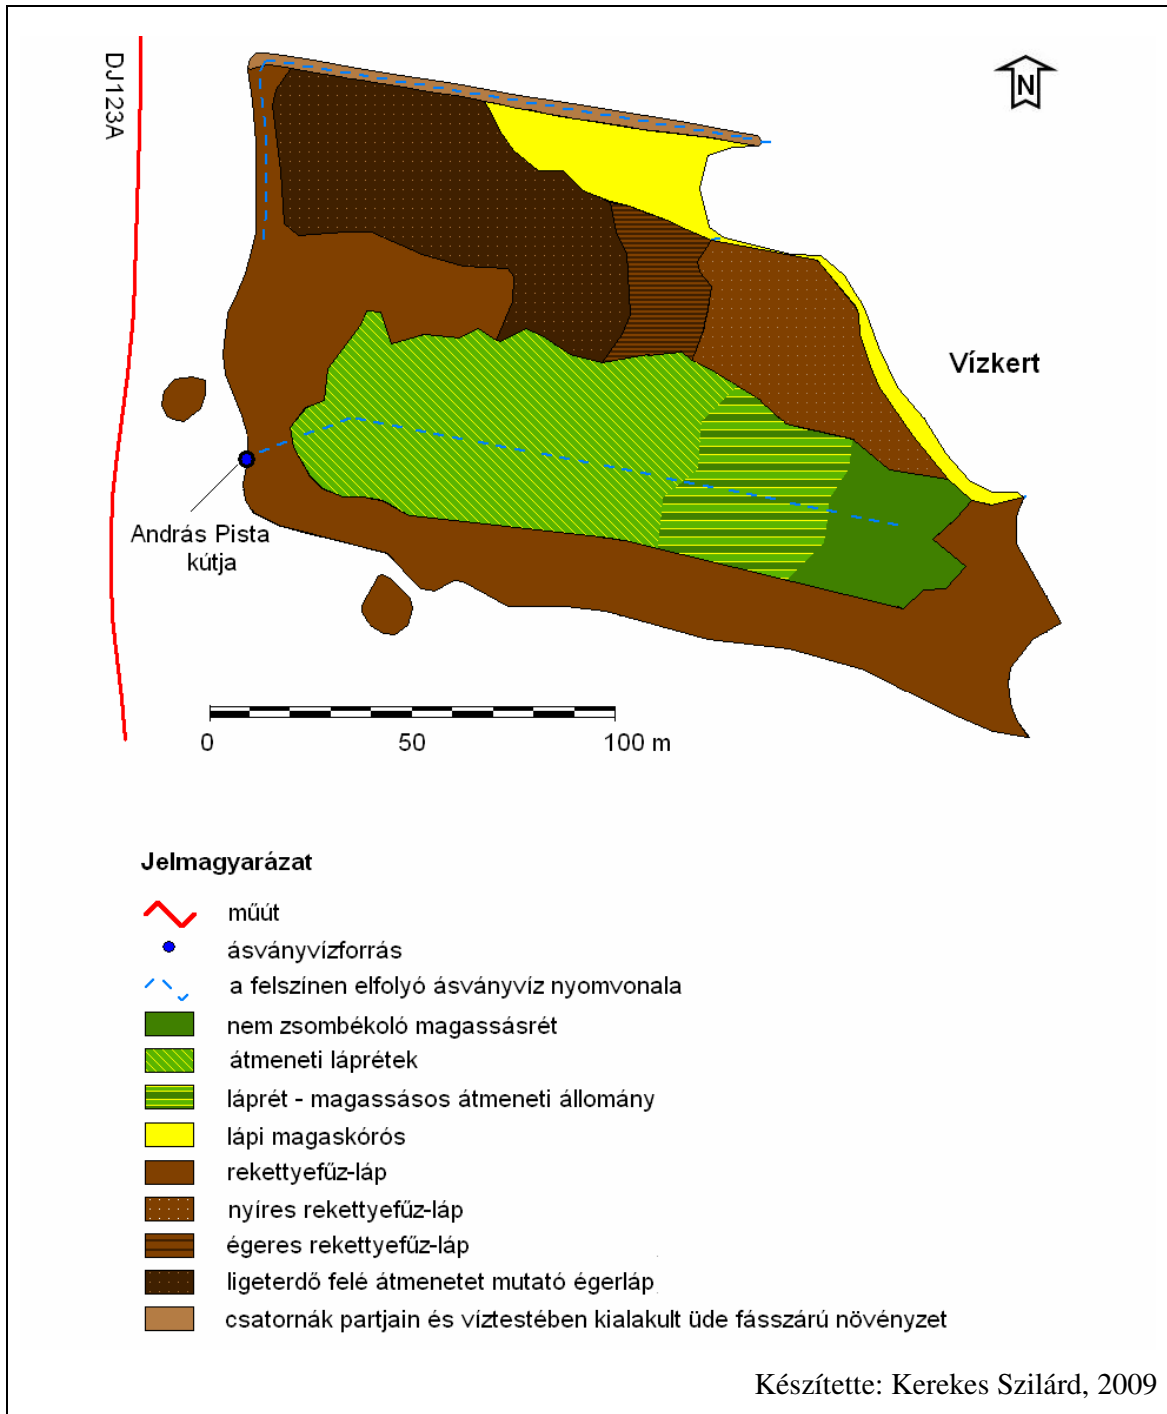 DJ123A
N
Vízkert
András Pista
kútja
0 50 100 m
Jelmagyarázat
műút
ásványvízforrás
a felszínen elfolyó ásványvíz nyomvonala
nem zsombékoló magassásrét
átmeneti láprétek
láprét - magassásos átmeneti állomány
lápi magaskórós
rekettyefűz-láp
nyíres rekettyefűz-láp
égeres rekettyefűz-láp
ligeterdő felé átmenetet mutató égerláp
csatornák partjain és víztestében kialakult üde fásszárú növényzet
Készítette: Kerekes Szilárd, 2009